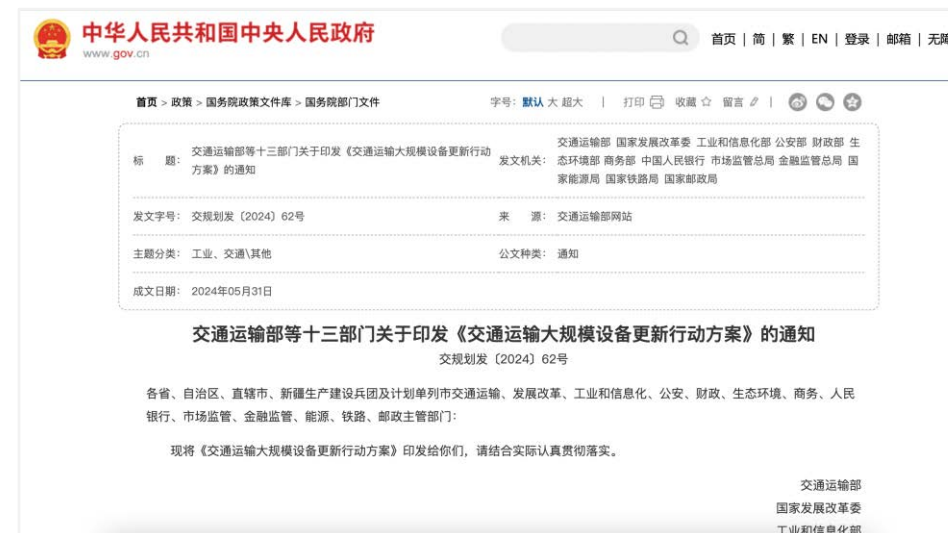 中华人民共和国中央人民政府
www.gov.cn
首页 | 简 | 繁 | EN | 登录 | 邮箱 |
首页 > 政策 > 国务院政策文件库 > 国务院部门文件
字号：默认 大 超大 | 打印 收藏 留言 |
标 题： 交通运输部等十三部门关于印发《交通运输大规模设备更新行动
方案》的通知
发文机关： 交通运输部 国家发展改革委 工业和信息化部 公安部 财政部 生
态环境部 商务部 中国人民银行 市场监管总局 金融监管总局 国
家能源局 国家铁路局 国家邮政局
发文字号： 交规划发〔2024〕62号
来 源： 交通运输部网站
主题分类： 工业、交通\其他
公文种类： 通知
成文日期： 2024年05月31日
交通运输部等十三部门关于印发《交通运输大规模设备更新行动方案》的通知
交规划发〔2024〕62号
各省、自治区、直辖市、新疆生产建设兵团及计划单列市交通运输、发展改革、工业和信息化、公安、财政、生态环境、商务、人民
银行、市场监管、金融监管、能源、铁路、邮政主管部门：
现将《交通运输大规模设备更新行动方案》印发给你们，请结合实际认真贯彻落实。
交通运输部
国家发展改革委
工业和信息化部